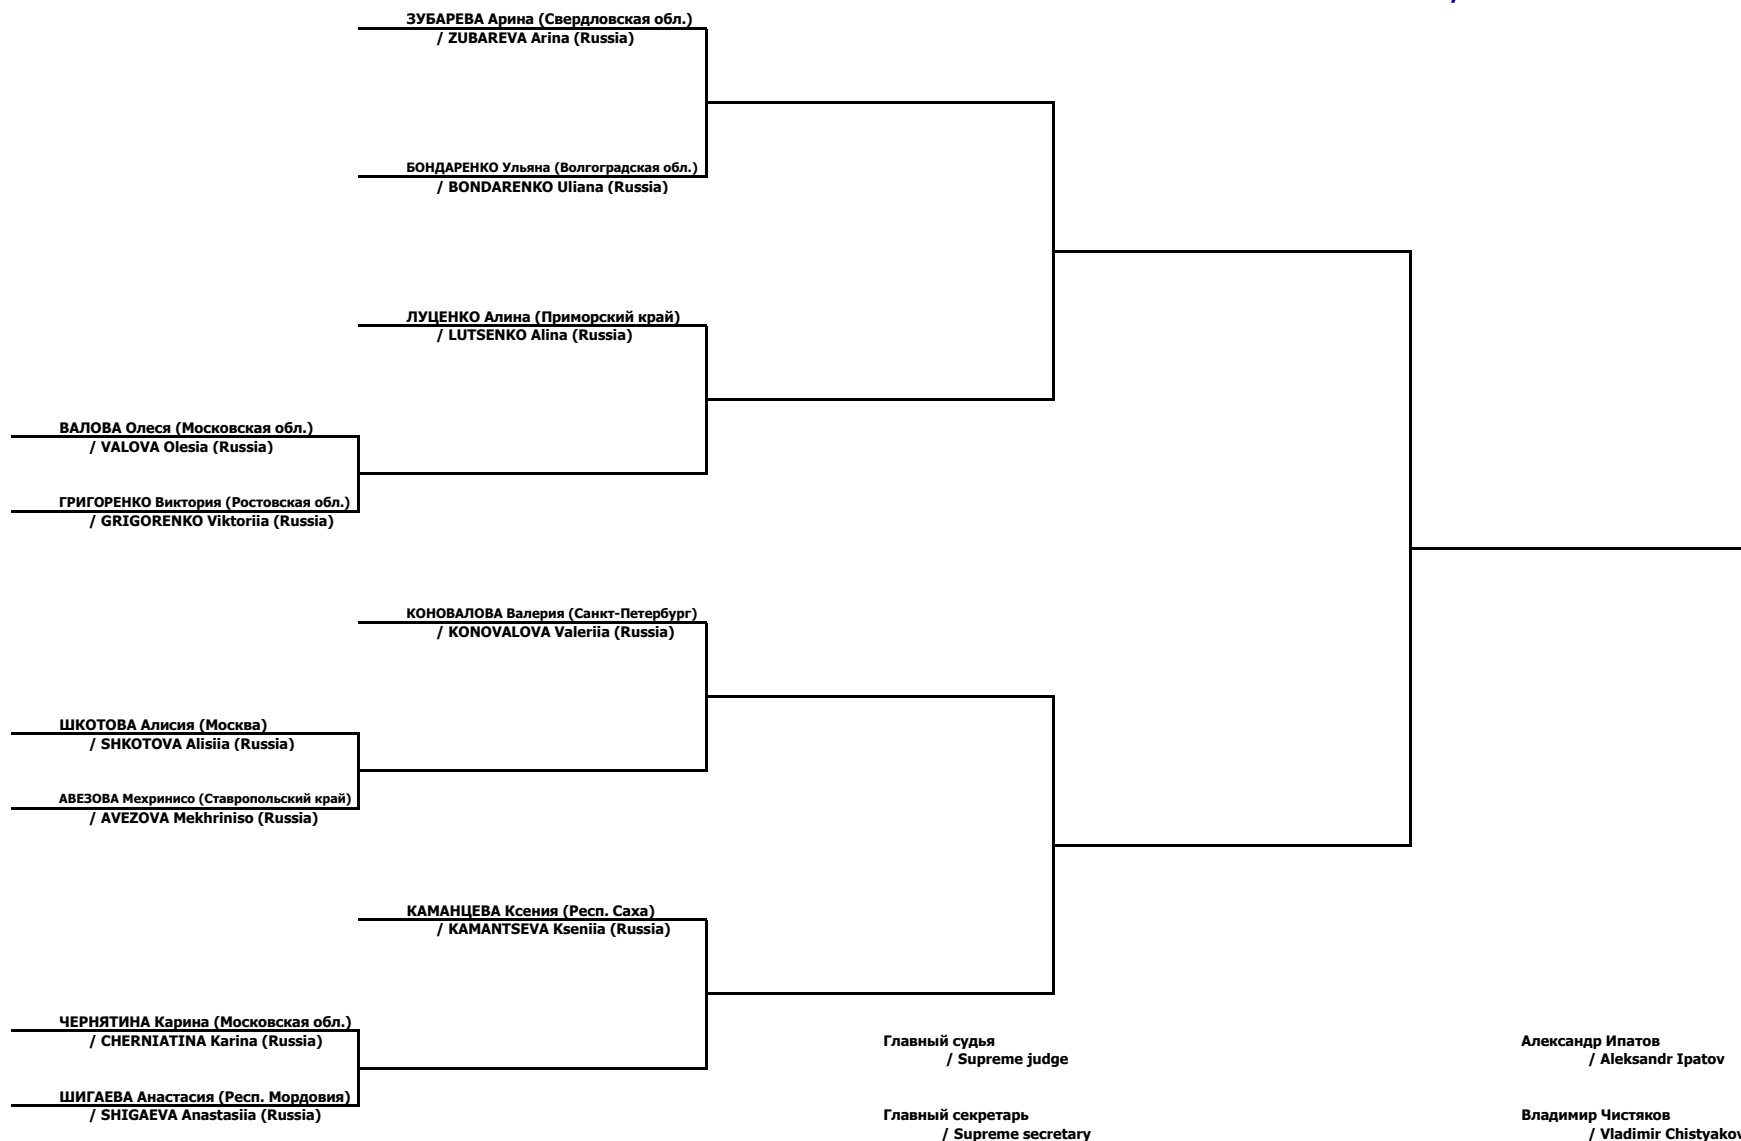 ЗУБАРЕВА Арина (Свердловская обл.)
/ ZUBAREVA Arina (Russia)
БОНДАРЕНКО Ульяна (Волгоградская обл.)
/ BONDARENKO Uliana (Russia)
ЛУЦЕНКО Алина (Приморский край)
/ LUTSENKO Alina (Russia)
ВАЛОВА Олеся (Московская обл.)
/ VALOVA Olesia (Russia)
ГРИГОРЕНКО Виктория (Ростовская обл.)
/ GRIGORENKO Viktoriia (Russia)
КОНОВАЛОВА Валерия (Санкт-Петербург)
/ KONOVALOVA Valeriia (Russia)
ШКОТОВА Алисия (Москва)
/ SHKOTOVA Alisiia (Russia)
АВЕЗОВА Мехринисо (Ставропольский край)
/ AVEZOVA Mekhriniso (Russia)
КАМАНЦЕВА Ксения (Респ. Саха)
/ KAMANTSEVA Kseniia (Russia)
ЧЕРНЯТИНА Карина (Московская обл.)
/ CHERNIATINA Karina (Russia)
ШИГАЕВА Анастасия (Респ. Мордовия)
/ SHIGAEVA Anastasiia (Russia)
Главный судья
/ Supreme judge
Александр Ипатов
/ Aleksandr Ipatov
Главный секретарь
/ Supreme secretary
Владимир Чистяков
/ Vladimir Chistyakov